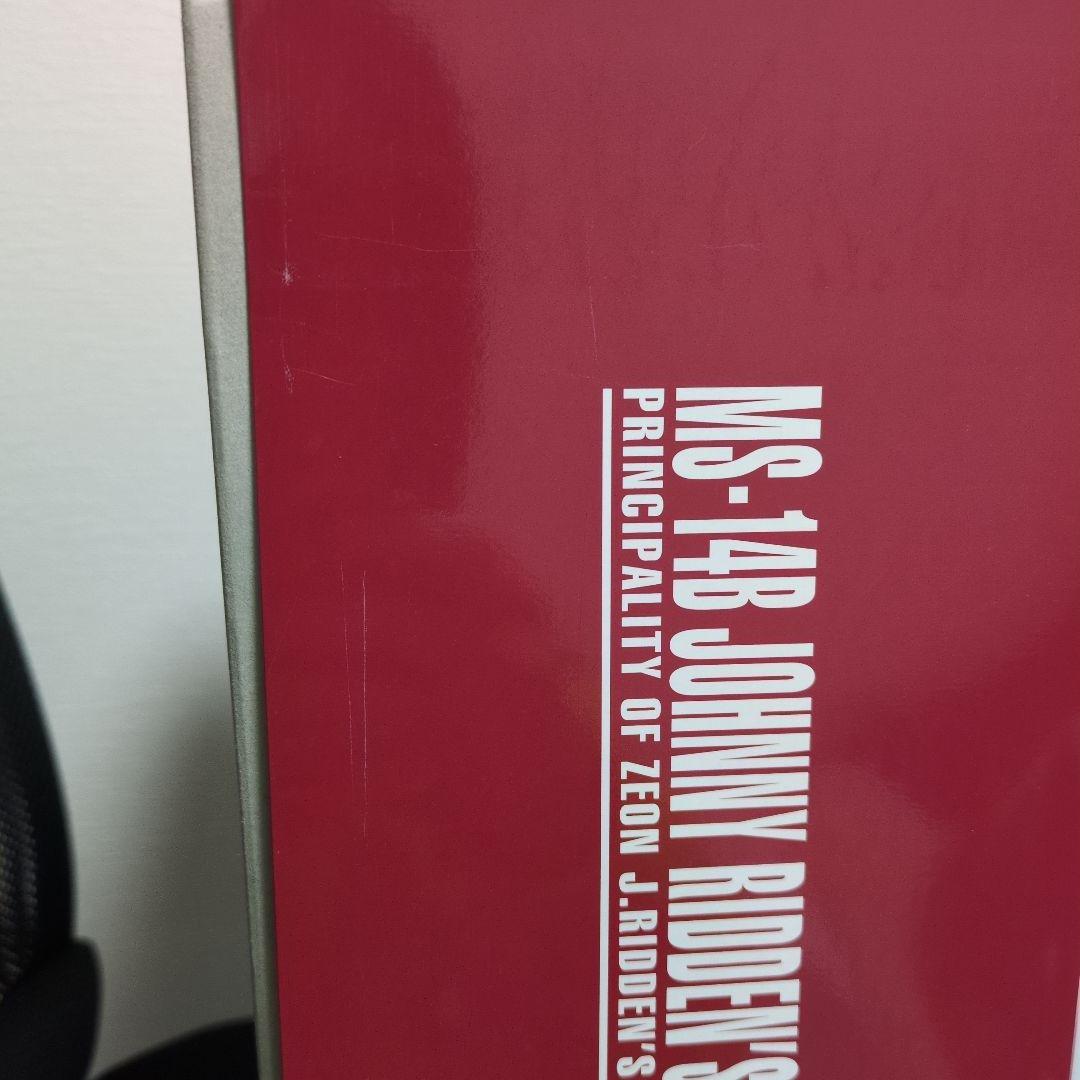 MS-14B JOHNNY RIDDEN'S
PRINCIPALITY OF ZEON J.RIDDEN'S